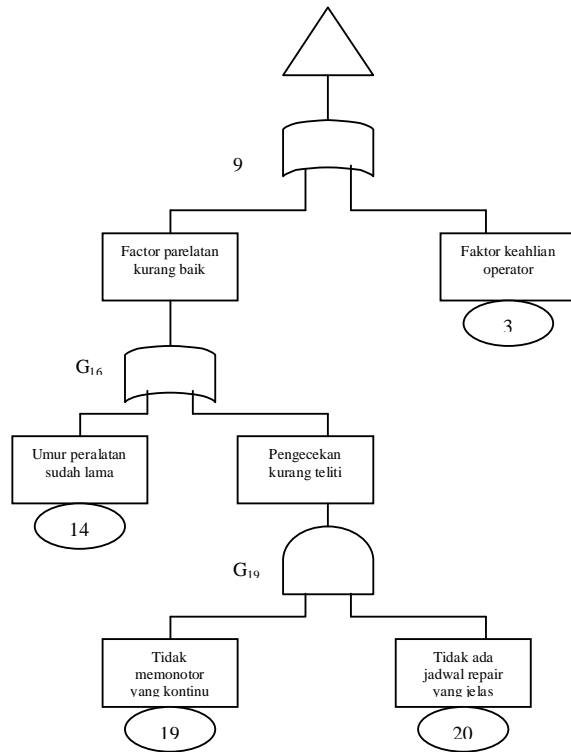 9
Factor parelatan
kurang baik
Faktor keahlian
operator
3
G₁₆
Umur peralatan
sudah lama
Pengecekan
kurang teliti
14
G₁₉
Tidak
memonotor
yang kontinu
Tidak ada
jadwal repair
yang jelas
19
20